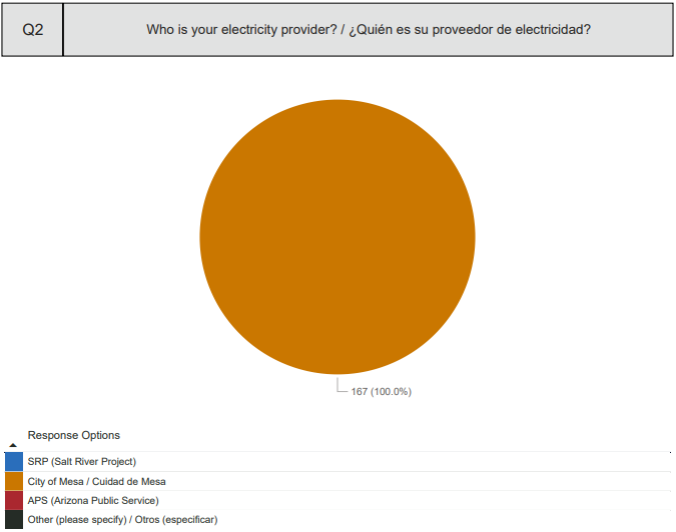 Q2
Who is your electricity provider? / ¿Quién es su proveedor de electricidad?
167 (100.0%)
Response Options
SRP (Salt River Project)
City of Mesa / Cuidad de Mesa
APS (Arizona Public Service)
Other (please specify) / Otros (especificar)